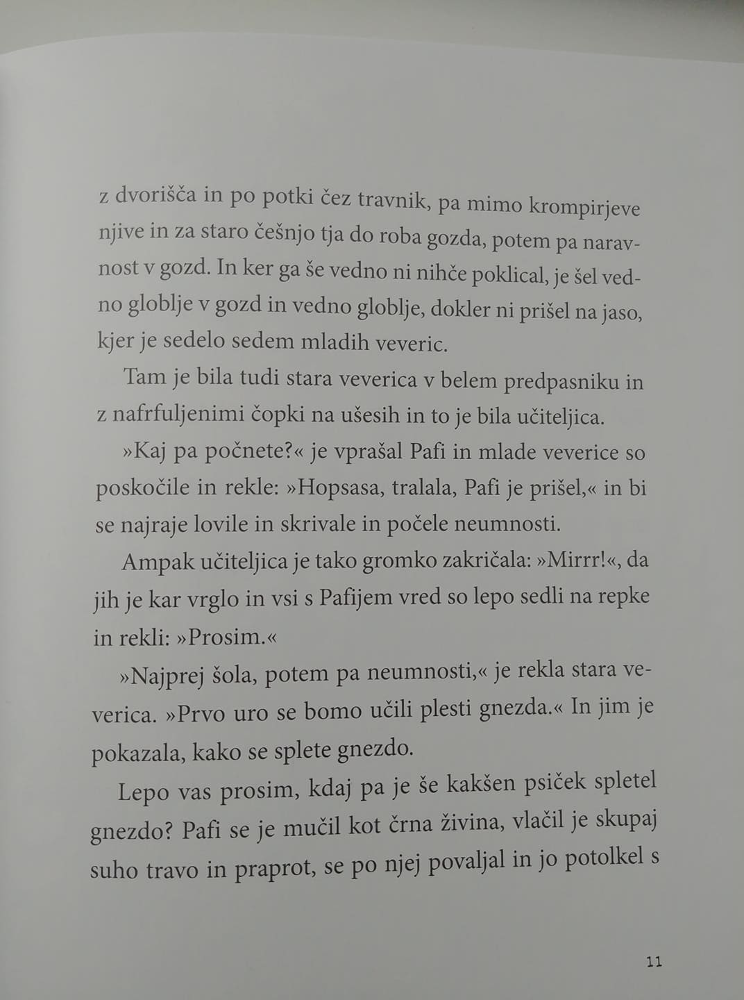 z dvorišča in po potki čez travnik, pa mimo krompirjeve
njive in za staro češnjo tja do roba gozda, potem pa narav-
nost v gozd. In ker ga še vedno ni nihče poklical, je šel ved-
no globlje v gozd in vedno globlje, dokler ni prišel na jaso,
kjer je sedelo sedem mladih veveric.
Tam je bila tudi stara veverica v belem predpasniku in
z nafrfuljenimi čopki na ušesih in to je bila učiteljica.
»Kaj pa počnete?« je vprašal Pafi in mlade veverice so
poskočile in rekle: »Hopsasa, tralala, Pafi je prišel,« in bi
se najraje lovile in skrivale in počele neumnosti.
Ampak učiteljica je tako gromko zakričala: »Mirrr!«, da
jih je kar vrglo in vsi s Pafijem vred so lepo sedli na repke
in rekli: »Prosim.«
»Najprej šola, potem pa neumnosti,« je rekla stara ve-
verica. »Prvo uro se bomo učili plesti gnezda.« In jim je
pokazala, kako se splete gnezdo.
Lepo vas prosim, kdaj pa je še kakšen psiček spletel
gnezdo? Pafi se je mučil kot črna živina, vlačil je skupaj
suho travo in praprot, se po njej povaljal in jo potolkel s
11